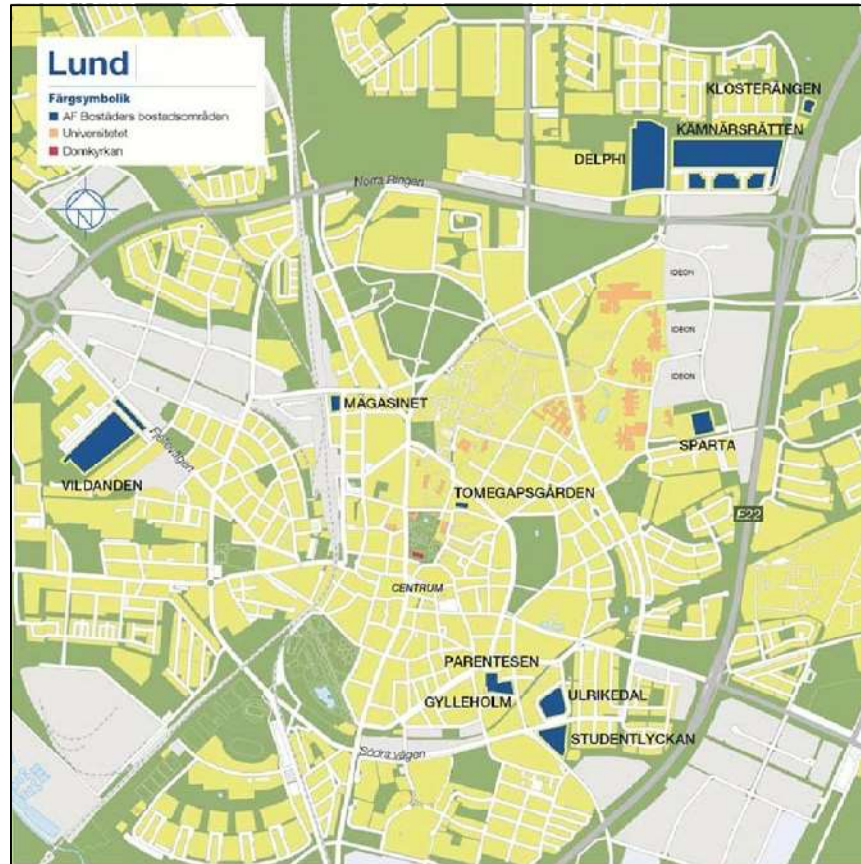 Lund
Färgsymbolik
AF Bostäders bostadsområden
Universitetet
Domkyrkan
KLOSTERÄNGEN
KÄMNÄRSRÄTTEN
DELPHI
Norra Ringen
N
IDEON
IDEON
IDEON
MAGASINET
SPARTA
Fjelievägen
VILDANDEN
TOMEGAPSGÅRDEN
E22
CENTRUM
PARENTESEN
GYLLEHOLM
ULRIKEDAL
STUDENTLYCKAN
Södra vägen